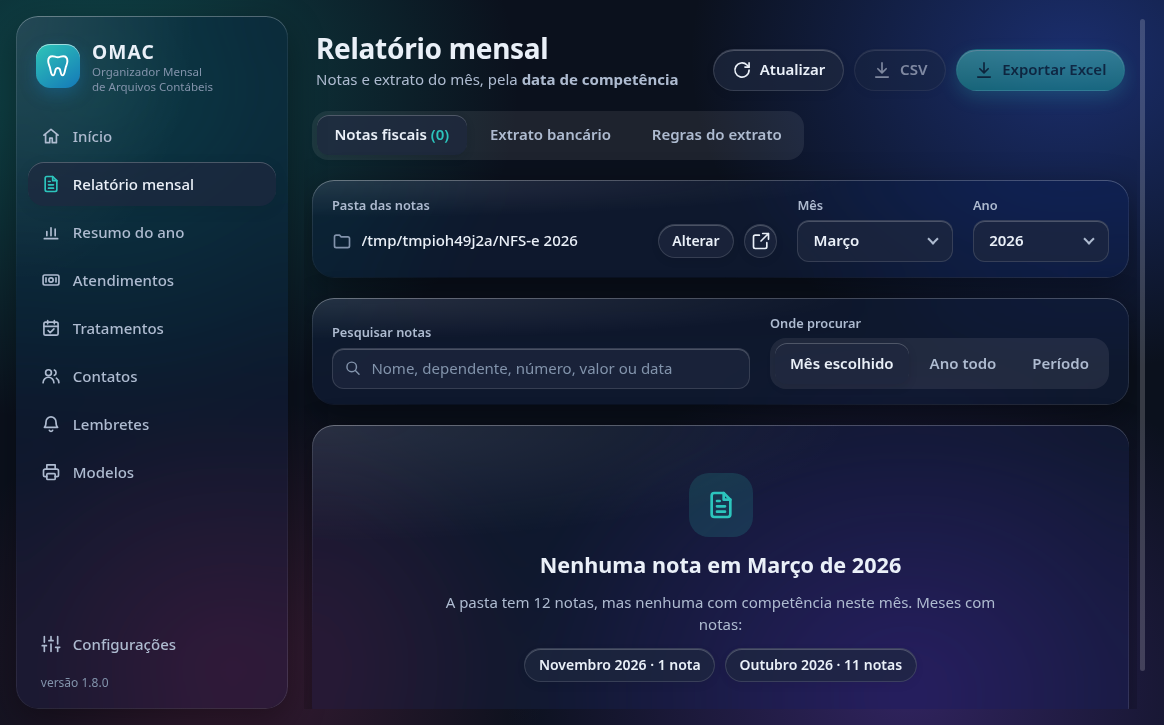 OMAC
Organizador Mensal
de Arquivos Contábeis
Início
Relatório mensal
Resumo do ano
Atendimentos
Tratamentos
Contatos
Lembretes
Modelos
Configurações
versão 1.8.0
Relatório mensal
Notas e extrato do mês, pela data de competência
Atualizar
CSV
Exportar Excel
Notas fiscais (0)
Extrato bancário
Regras do extrato
Pasta das notas
/tmp/tmpioh49j2a/NFS-e 2026
Alterar
Mês
Março
Ano
2026
Pesquisar notas
Nome, dependente, número, valor ou data
Onde procurar
Mês escolhido
Ano todo
Período
Nenhuma nota em Março de 2026
A pasta tem 12 notas, mas nenhuma com competência neste mês. Meses com
notas:
Novembro 2026 · 1 nota
Outubro 2026 · 11 notas